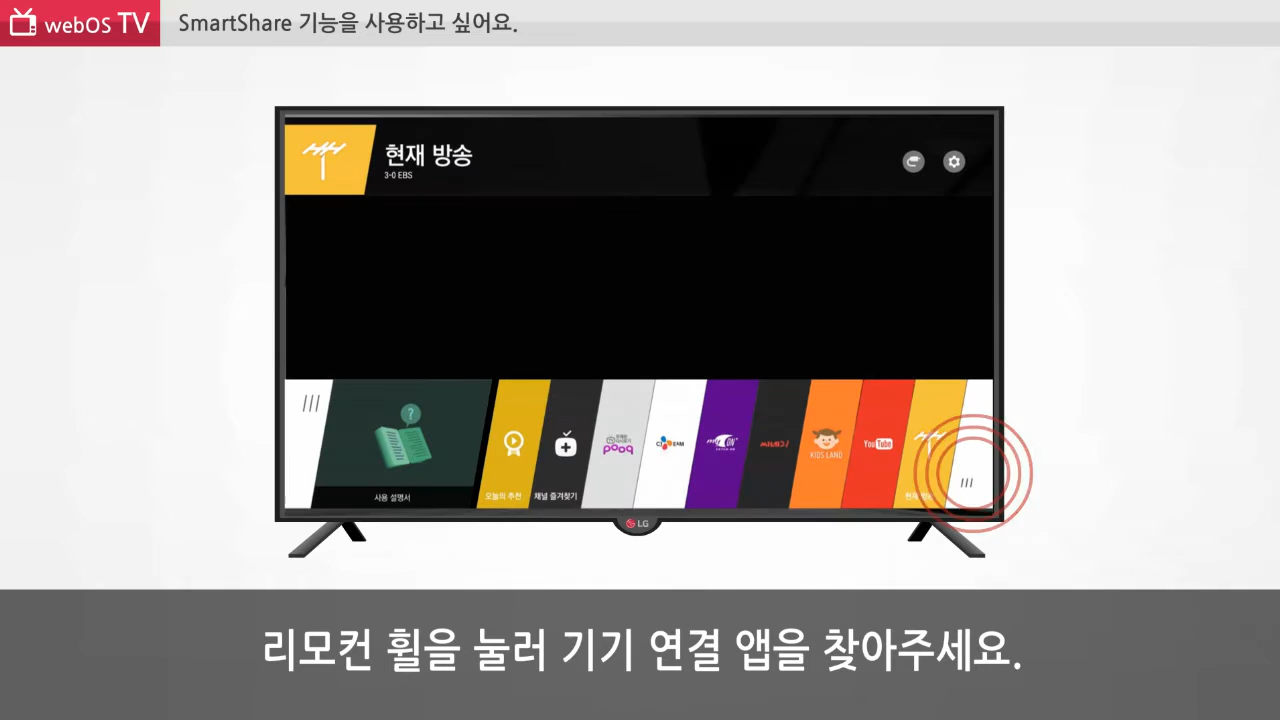 webOS TV
SmartShare 기능을 사용하고 싶어요.
현재 방송
3-0 EBS
?
사용 설명서
오늘의 추천
채널 즐겨찾기
pooq
my ON
KIDS LAND
YouTube
LG
리모컨 휠을 눌러 기기 연결 앱을 찾아주세요.